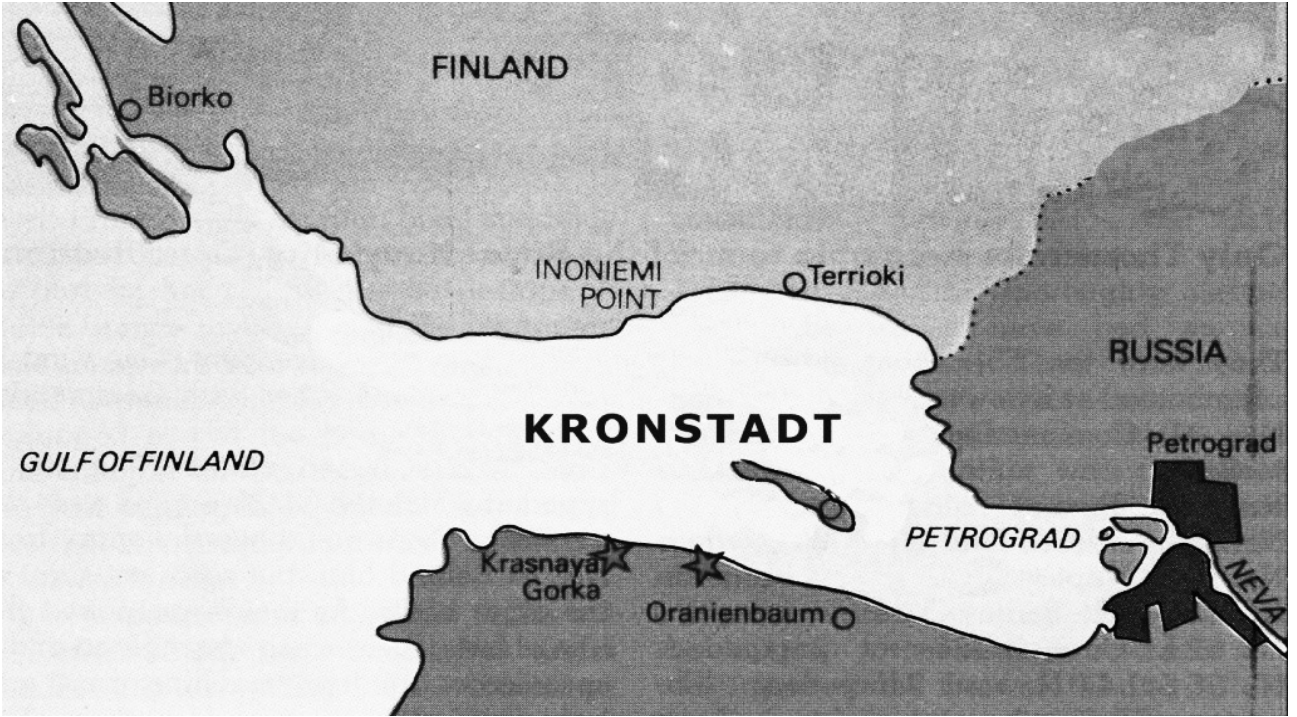 FINLAND
Biorko
INONIEMI
POINT
Terrioki
RUSSIA
KRONSTADT
Petrograd
GULF OF FINLAND
PETROGRAD
Krasnaya
Gorka
Oranienbaum
NEVA